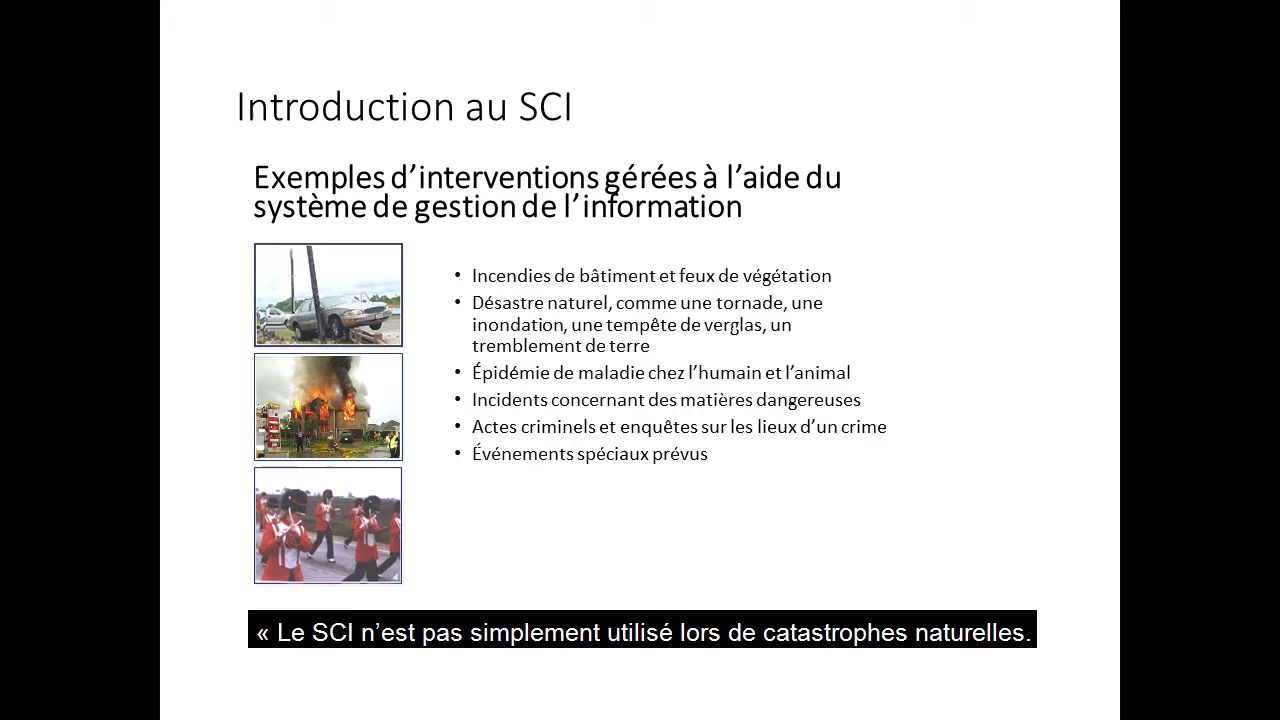 Introduction au SCI
Exemples d’interventions gérées à l’aide du
système de gestion de l’information
• Incendies de bâtiment et feux de végétation
• Désastre naturel, comme une tornade, une
inondation, une tempête de verglas, un
tremblement de terre
• Épidémie de maladie chez l’humain et l’animal
• Incidents concernant des matières dangereuses
• Actes criminels et enquêtes sur les lieux d’un crime
• Événements spéciaux prévus
« Le SCI n’est pas simplement utilisé lors de catastrophes naturelles.